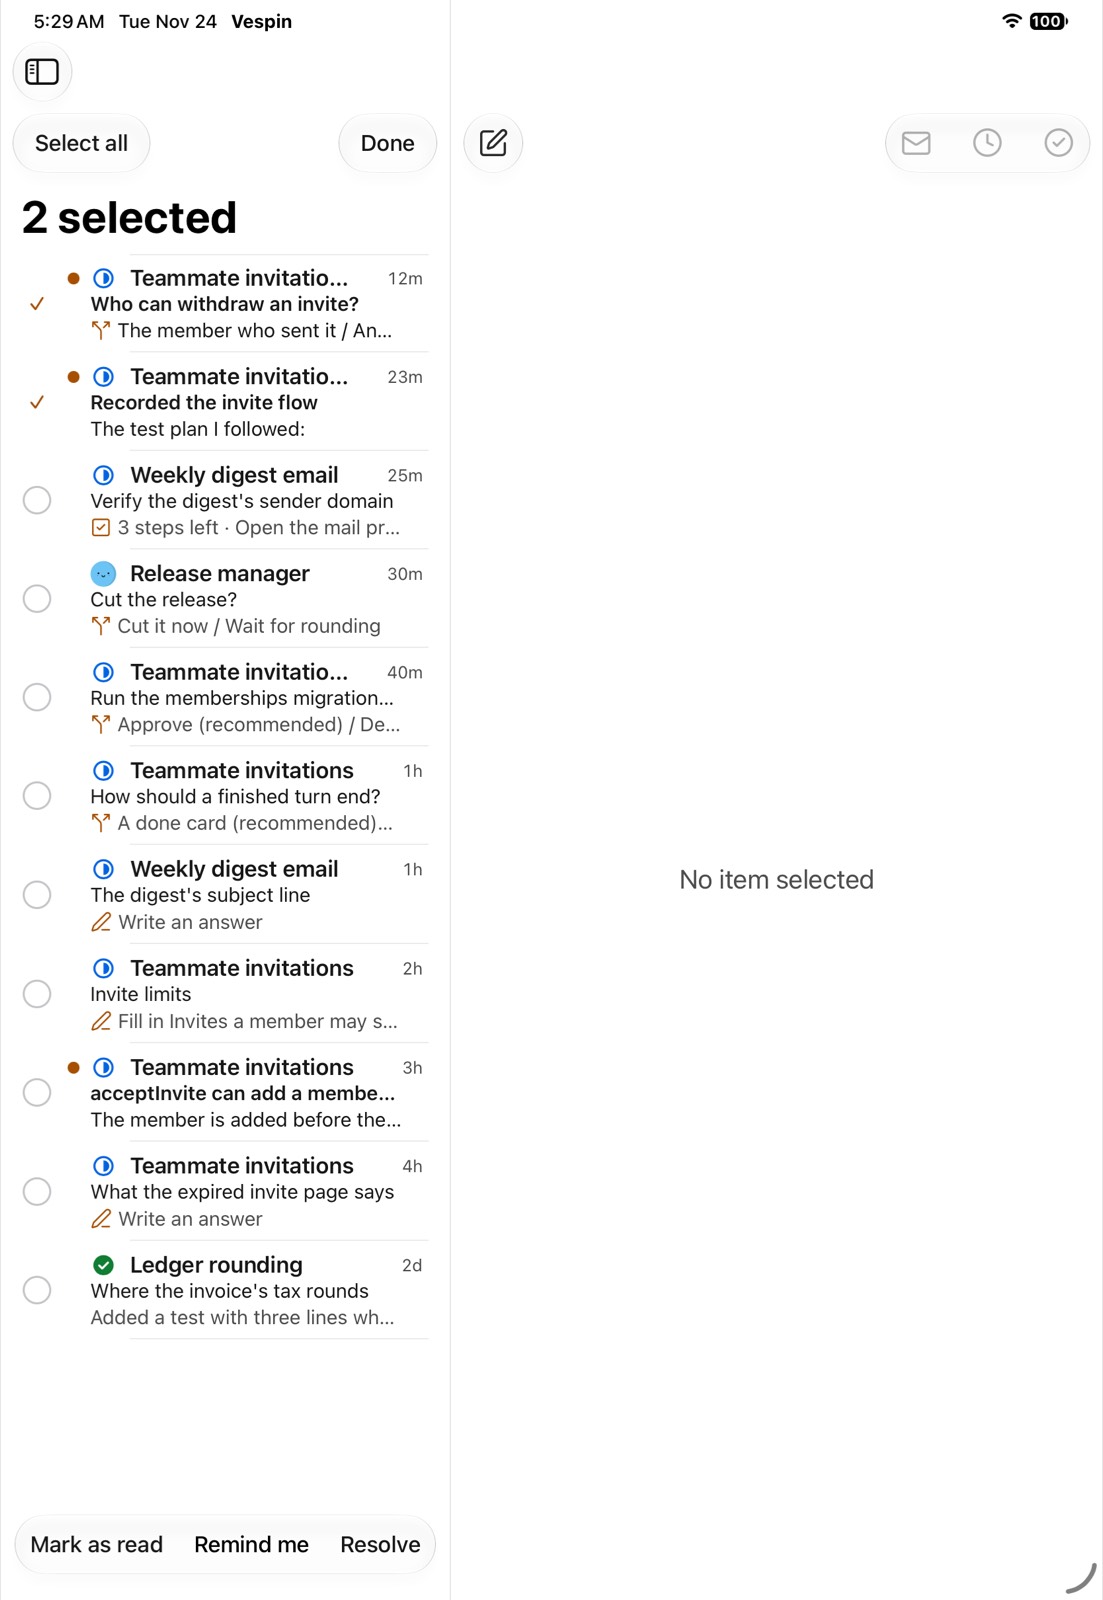 5:29 AM Tue Nov 24 Vespin
100
Select all
Done
2 selected
Teammate invitatio... 12m
Who can withdraw an invite?
The member who sent it / An...
Teammate invitatio... 23m
Recorded the invite flow
The test plan I followed:
Weekly digest email 25m
Verify the digest's sender domain
3 steps left · Open the mail pr...
Release manager 30m
Cut the release?
Cut it now / Wait for rounding
Teammate invitatio... 40m
Run the memberships migration...
Approve (recommended) / De...
Teammate invitations 1h
How should a finished turn end?
A done card (recommended)...
Weekly digest email 1h
The digest's subject line
Write an answer
Teammate invitations 2h
Invite limits
Fill in Invites a member may s...
Teammate invitations 3h
acceptInvite can add a membe...
The member is added before the...
Teammate invitations 4h
What the expired invite page says
Write an answer
Ledger rounding 2d
Where the invoice's tax rounds
Added a test with three lines wh...
Mark as read Remind me Resolve
No item selected